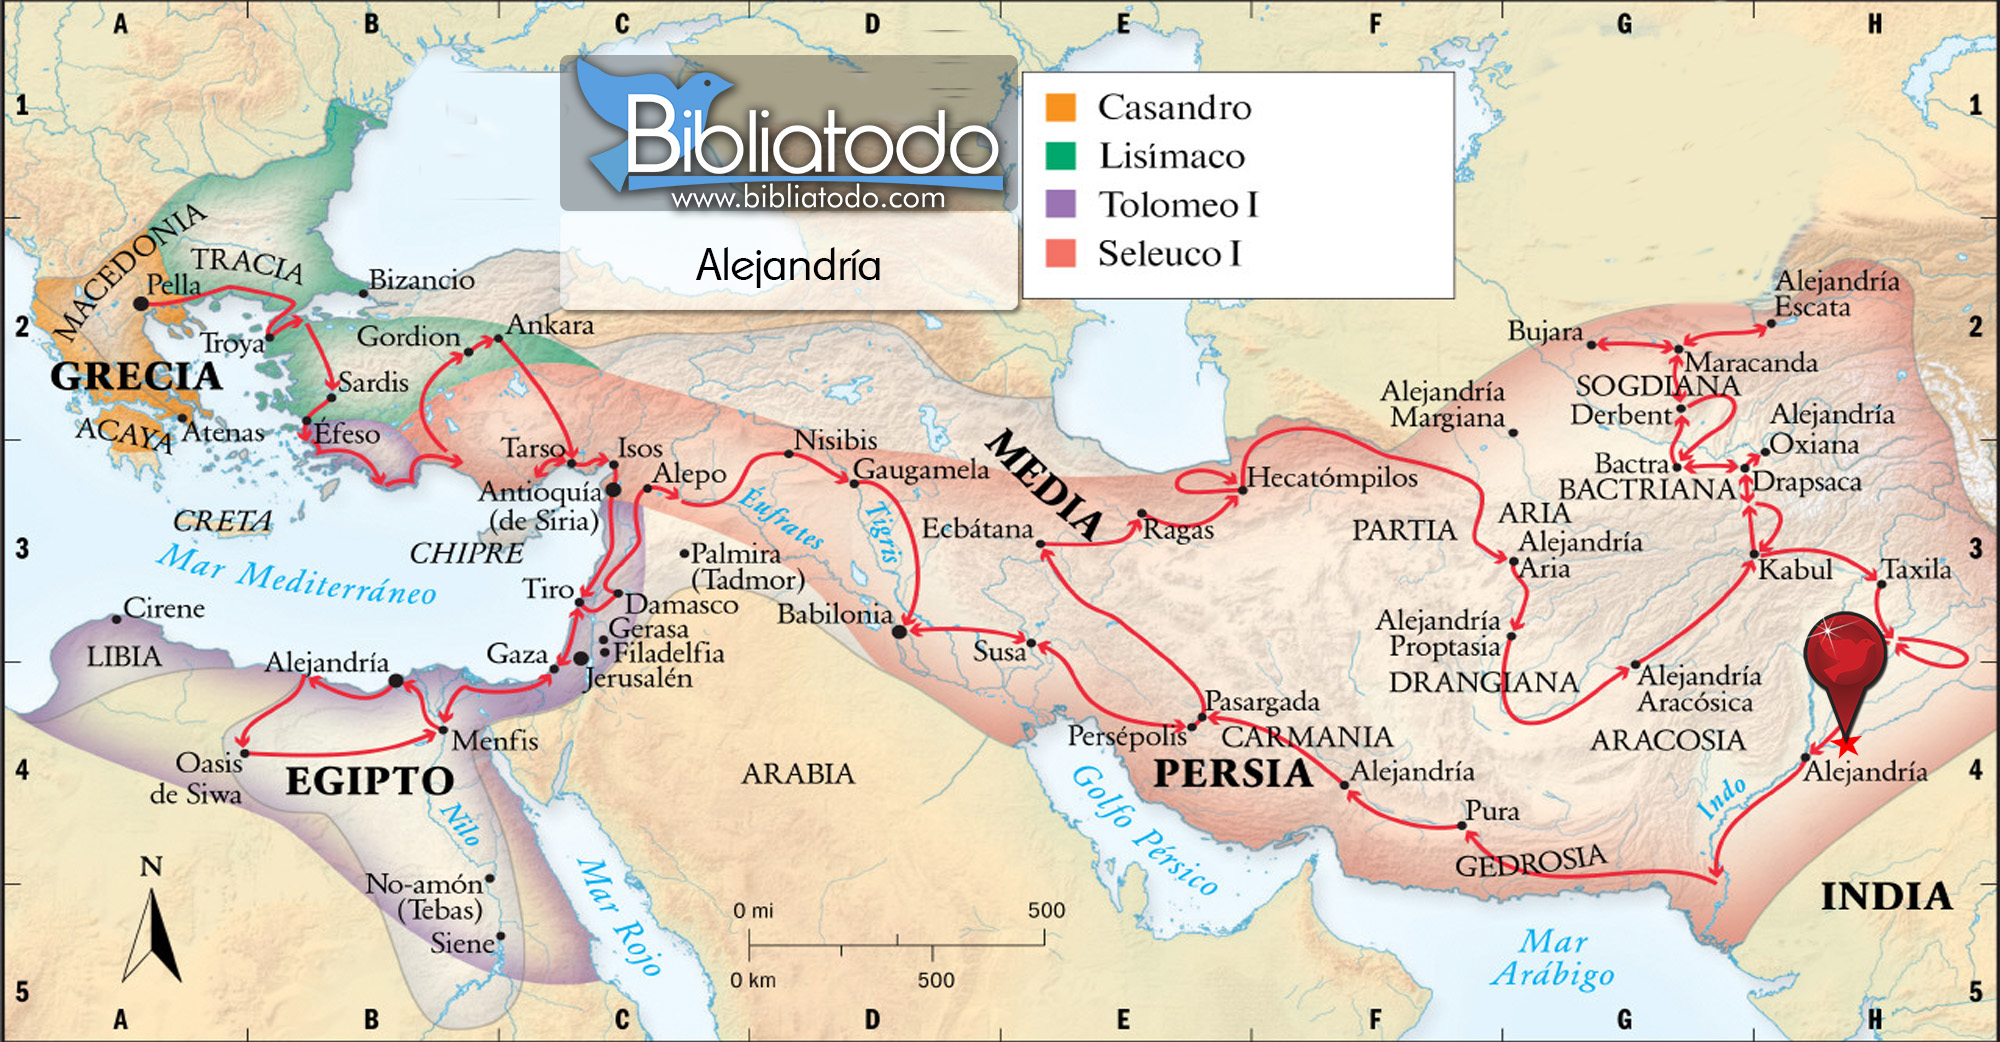 A B C D E F G H
1
1
Bibliatodo
www.bibliatodo.com
Alejandría
Casandro
Lisímaco
Tolomeo I
Seleuco I
MACEDONIA
TRACIA
Pella
Bizancio
2
2
Troya
Gordion
Ankara
GRECIA
Sardis
ACAYA
Atenas
Éfeso
Alejandría
Escata
Bujara
Maracanda
SOGDIANA
Alejandría
Margiana
Derbent
Alejandría
Oxiana
Bactra
BACTRIANA
Drapsaca
Tarso
Isos
Alepo
Nisibis
Gaugamela
MEDIA
Hecatómpilos
Antioquía
(de Siria)
Éufrates
Tigris
Ecbátana
Ragas
PARTIA
ARIA
Alejandría
Aria
CRETA
CHIPRE
3
3
Mar Mediterráneo
Palmira
(Tadmor)
Kabul
Taxila
Cirene
Tiro
Damasco
Babilonia
Gerasa
Filadelfia
Susa
Alejandría
Proptasia
LIBIA
Alejandría
Gaza
Jerusalén
DRANGIANA
Alejandría
Aracósica
Pasargada
Persépolis
CARMANIA
ARACOSIA
Menfis
Oasis
de Siwa
EGIPTO
4
4
ARABIA
PERSIA
Alejandría
Alejandría
Golfo Pérsico
Pura
Indo
Nilo
GEDROSIA
N
No-amón
(Tebas)
Siene
Mar Rojo
INDIA
0 mi 500
0 km 500
Mar
Arábigo
5
5
A B C D E F G H